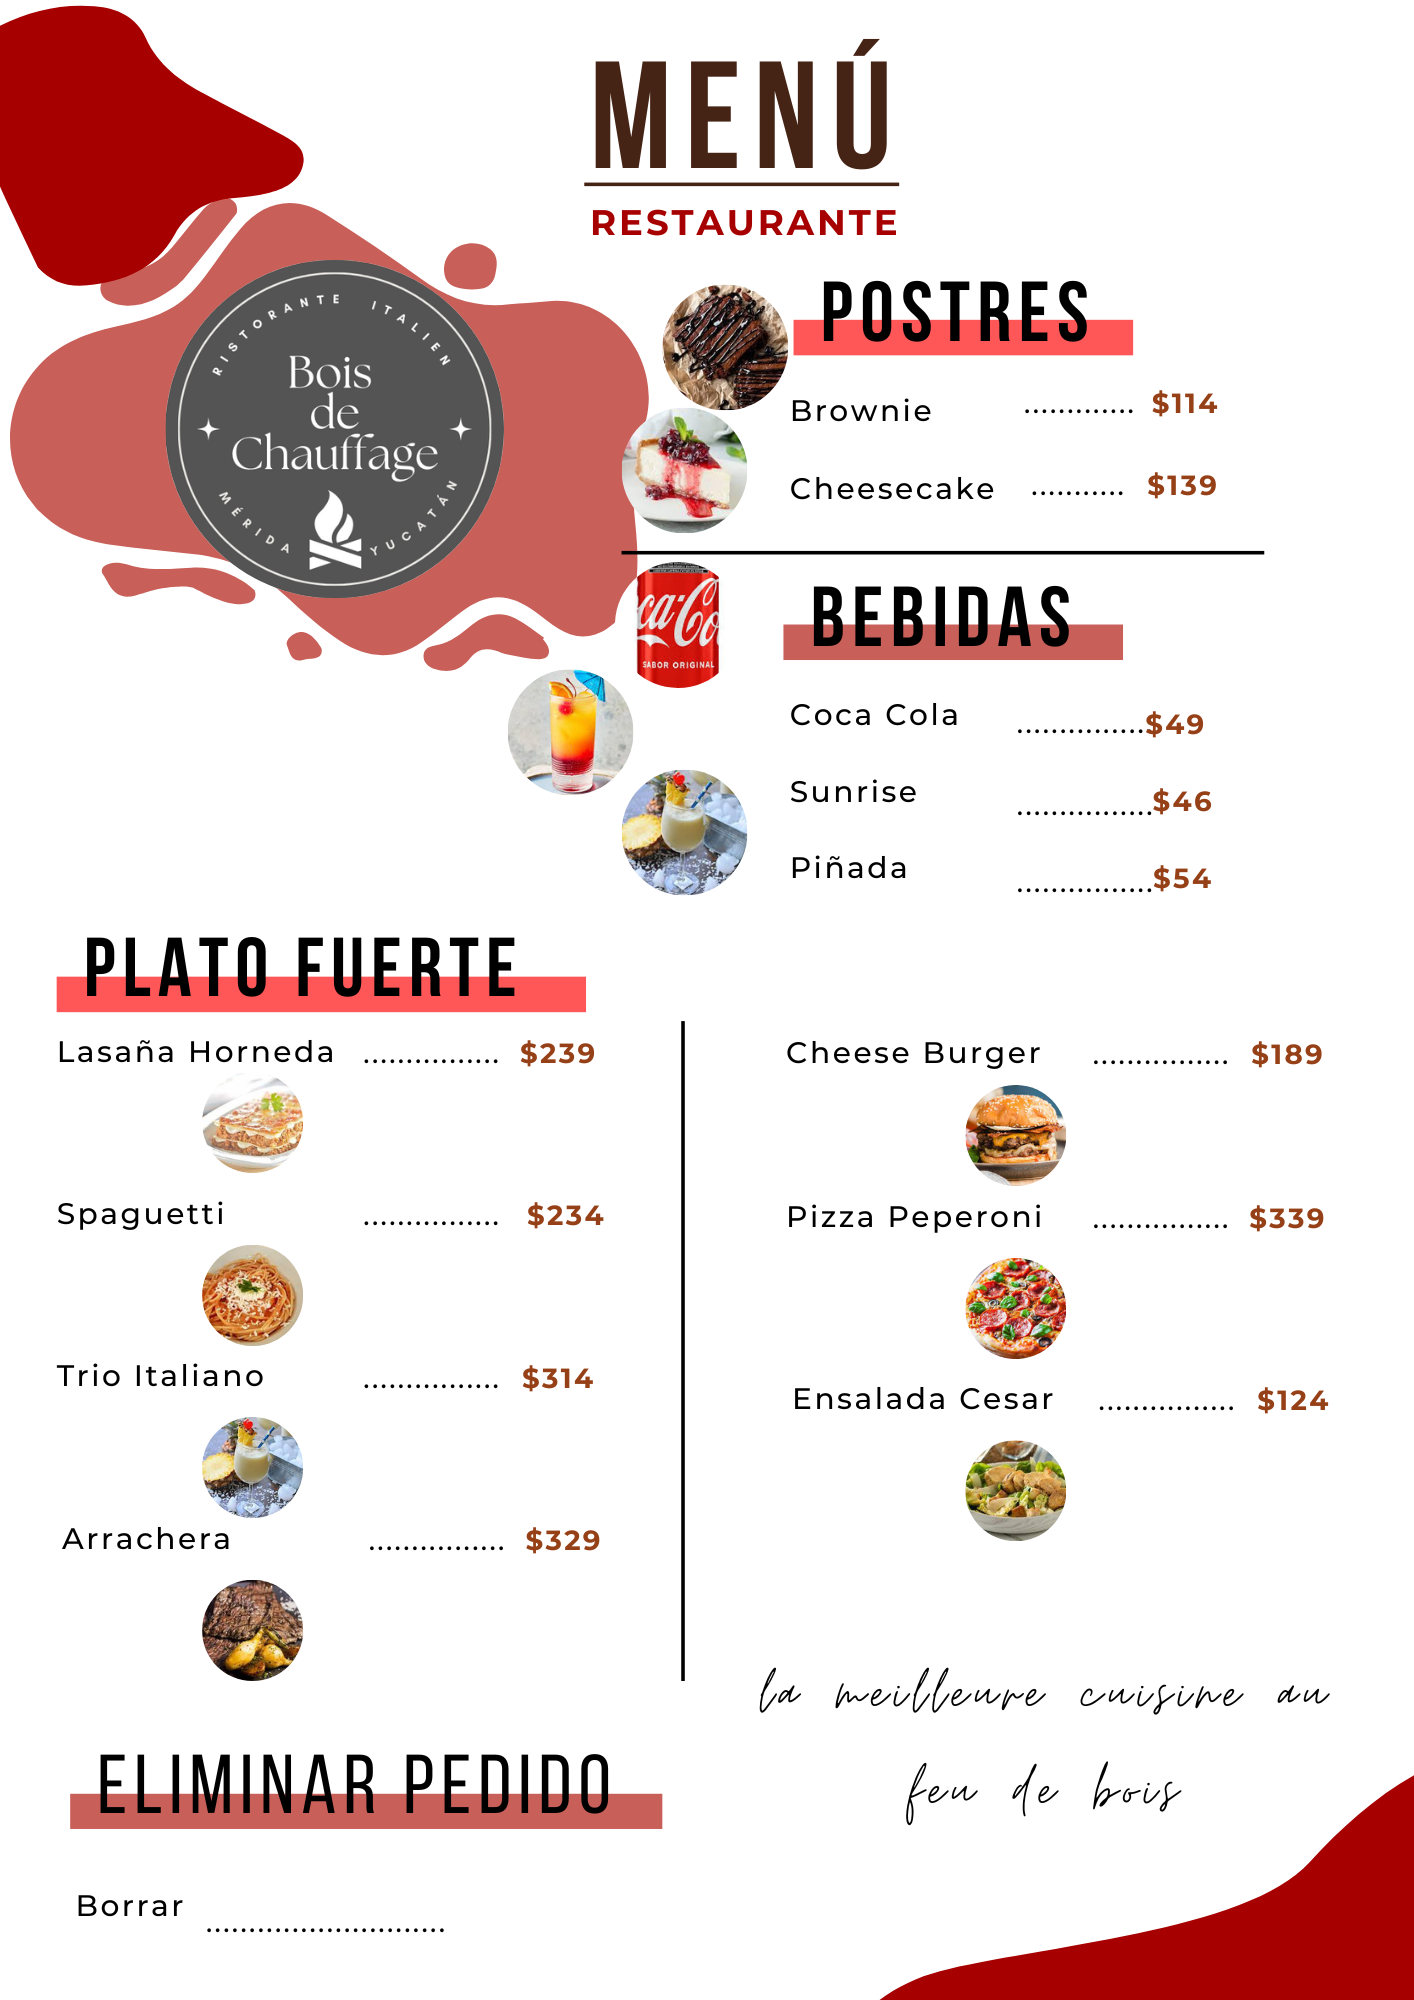 MENÚ
RESTAURANTE
RISTORANTE ITALIEN
Bois
de
Chauffage
MÉRIDA YUCATÁN
POSTRES
Brownie ............. $114
Cheesecake ........... $139
ca-Co
SABOR ORIGINAL
BEBIDAS
Coca Cola ...............$49
Sunrise ................$46
Piñada ................$54
PLATO FUERTE
Lasaña Horneda ................ $239
Spaguetti ................ $234
Trio Italiano ................ $314
Arrachera ................ $329
Cheese Burger ................ $189
Pizza Peperoni ................ $339
Ensalada Cesar ................ $124
la meilleure cuisine au
feu de bois
ELIMINAR PEDIDO
Borrar ............................